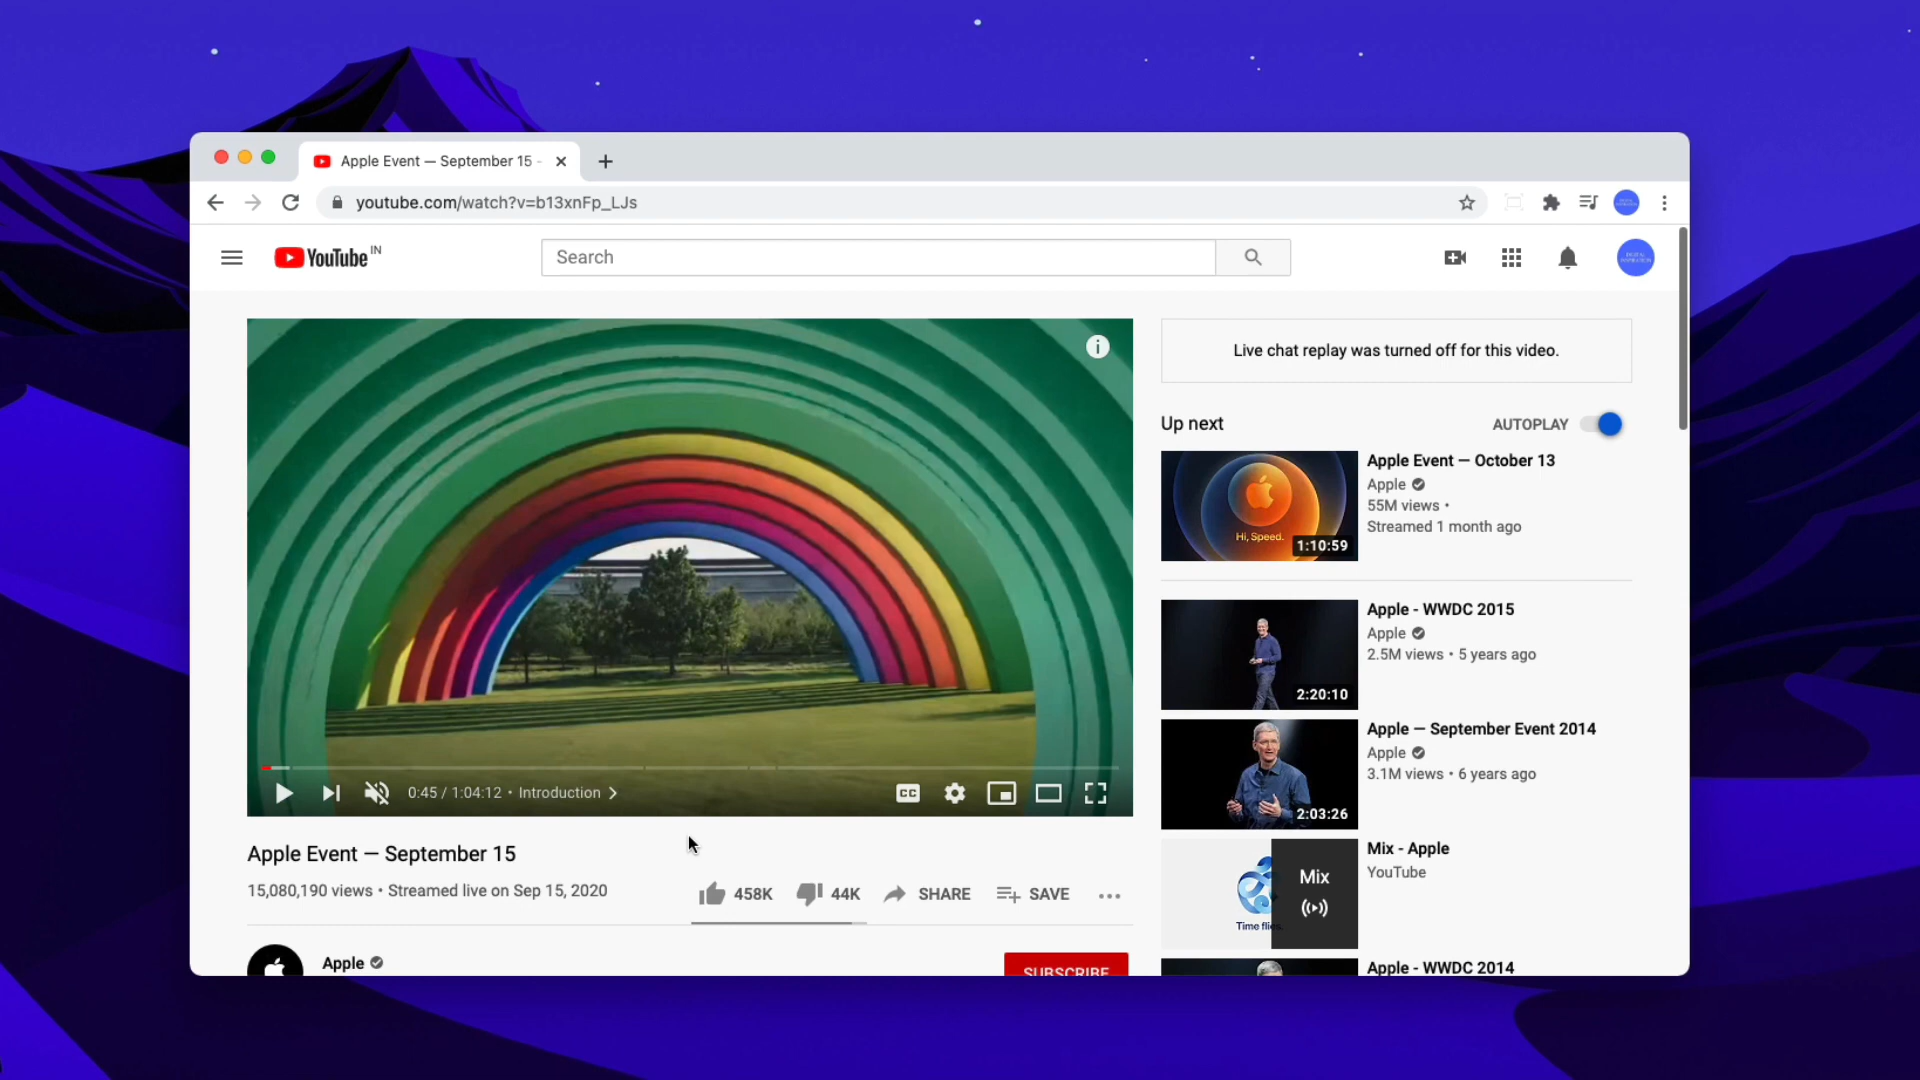 Apple Event — September 15 -
youtube.com/watch?v=b13xnFp_LJs
YouTube IN
Search
Live chat replay was turned off for this video.
Up next
AUTOPLAY
Hi, Speed.
1:10:59
Apple Event — October 13
Apple
55M views •
Streamed 1 month ago
2:20:10
Apple - WWDC 2015
Apple
2.5M views • 5 years ago
2:03:26
Apple — September Event 2014
Apple
3.1M views • 6 years ago
Time flies.
Mix
Mix - Apple
YouTube
Apple - WWDC 2014
0:45 / 1:04:12 • Introduction
CC
Apple Event — September 15
15,080,190 views • Streamed live on Sep 15, 2020
458K
44K
SHARE
SAVE
Apple
SUBSCRIBE